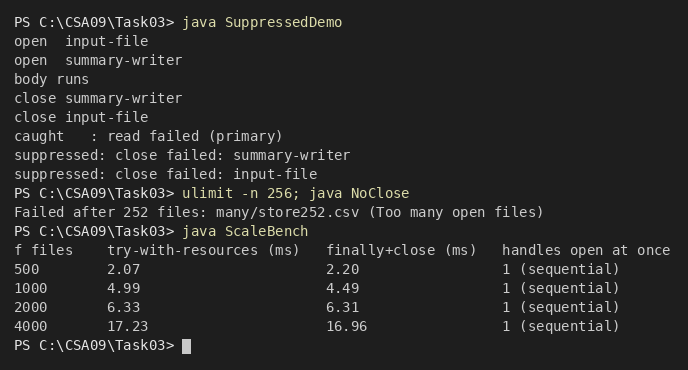 PS C:\CSA09\Task03> java SuppressedDemo
open  input-file
open  summary-writer
body runs
close summary-writer
close input-file
caught   : read failed (primary)
suppressed: close failed: summary-writer
suppressed: close failed: input-file
PS C:\CSA09\Task03> ulimit -n 256; java NoClose
Failed after 252 files: many/store252.csv (Too many open files)
PS C:\CSA09\Task03> java ScaleBench
f files    try-with-resources (ms)   finally+close (ms)   handles open at once
500        2.07                      2.20                 1 (sequential)
1000       4.99                      4.49                 1 (sequential)
2000       6.33                      6.31                 1 (sequential)
4000       17.23                     16.96                1 (sequential)
PS C:\CSA09\Task03>